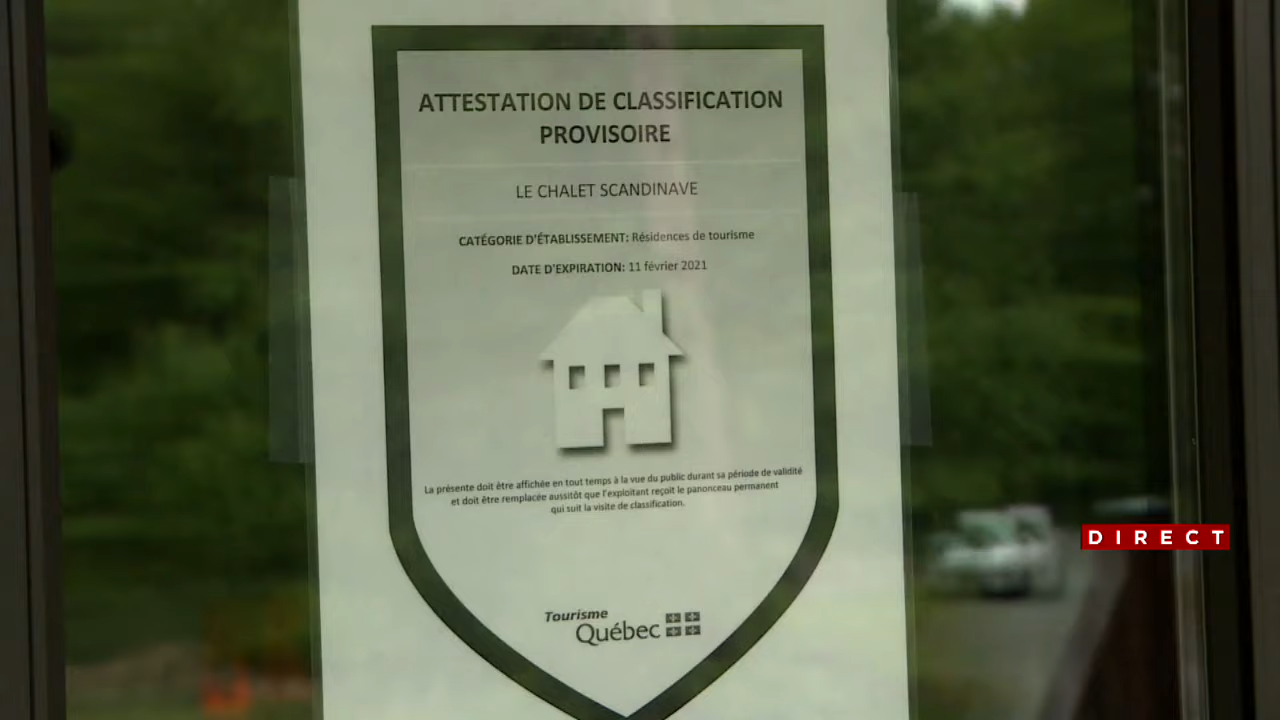 ATTESTATION DE CLASSIFICATION
PROVISOIRE
LE CHALET SCANDINAVE
CATÉGORIE D'ÉTABLISSEMENT: Résidences de tourisme
DATE D'EXPIRATION: 11 février 2021
La présente doit être affichée en tout temps à la vue du public durant sa période de validité
et doit être remplacée aussitôt que l'exploitant reçoit le panonceau permanent
qui suit la visite de classification.
DIRECT
Tourisme
Québec